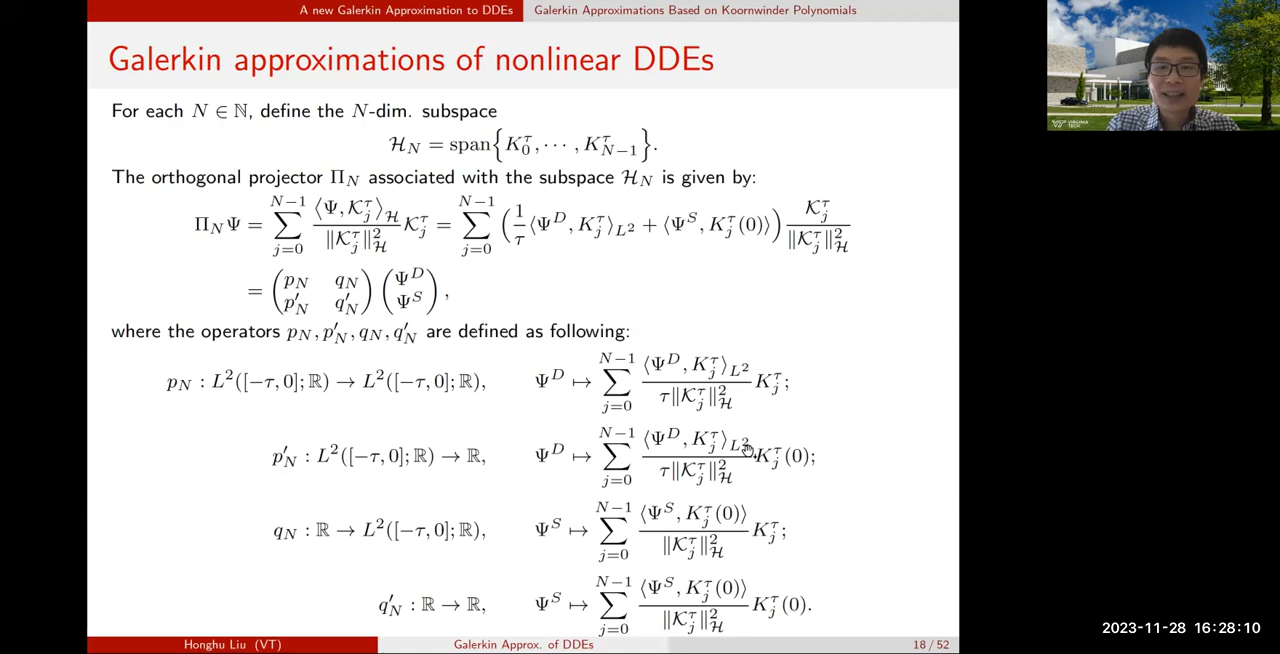 A new Galerkin Approximation to DDEs Galerkin Approximations Based on Koornwinder Polynomials
Galerkin approximations of nonlinear DDEs
For each N ∈ ℕ, define the N-dim. subspace
ℋ_N = span{K_0^τ, ⋯ , K_{N−1}^τ}.
The orthogonal projector Π_N associated with the subspace ℋ_N is given by:
Π_N Ψ = ∑_{j=0}^{N−1} (⟨Ψ, 𝒦_j^τ⟩_ℋ / ‖𝒦_j^τ‖_ℋ^2) 𝒦_j^τ = ∑_{j=0}^{N−1} (1/τ ⟨Ψ^D, K_j^τ⟩_{L^2} + ⟨Ψ^S, K_j^τ(0)⟩) 𝒦_j^τ / ‖𝒦_j^τ‖_ℋ^2
= (p_N q_N; p′_N q′_N) (Ψ^D; Ψ^S),
where the operators p_N, p′_N, q_N, q′_N are defined as following:
p_N : L^2([−τ, 0]; ℝ) → L^2([−τ, 0]; ℝ), Ψ^D ↦ ∑_{j=0}^{N−1} (⟨Ψ^D, K_j^τ⟩_{L^2} / τ‖𝒦_j^τ‖_ℋ^2) K_j^τ;
p′_N : L^2([−τ, 0]; ℝ) → ℝ, Ψ^D ↦ ∑_{j=0}^{N−1} (⟨Ψ^D, K_j^τ⟩_{L^2} / τ‖𝒦_j^τ‖_ℋ^2) K_j^τ(0);
q_N : ℝ → L^2([−τ, 0]; ℝ), Ψ^S ↦ ∑_{j=0}^{N−1} (⟨Ψ^S, K_j^τ(0)⟩ / ‖𝒦_j^τ‖_ℋ^2) K_j^τ;
q′_N : ℝ → ℝ, Ψ^S ↦ ∑_{j=0}^{N−1} (⟨Ψ^S, K_j^τ(0)⟩ / ‖𝒦_j^τ‖_ℋ^2) K_j^τ(0).
Honghu Liu (VT) Galerkin Approx. of DDEs 18 / 52
VIRGINIA TECH
2023-11-28 16:28:10